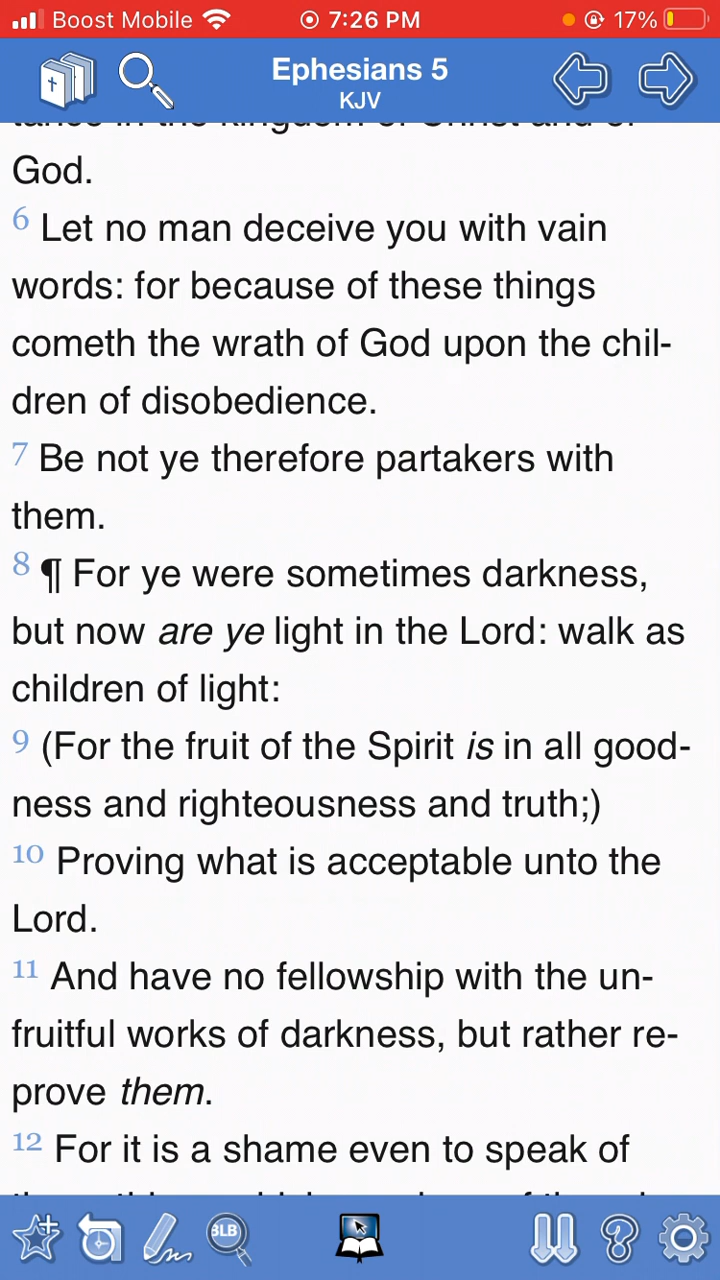 Boost Mobile 7:26 PM 17%
Ephesians 5
KJV
God.
6 Let no man deceive you with vain
words: for because of these things
cometh the wrath of God upon the chil-
dren of disobedience.
7 Be not ye therefore partakers with
them.
8 ¶ For ye were sometimes darkness,
but now are ye light in the Lord: walk as
children of light:
9 (For the fruit of the Spirit is in all good-
ness and righteousness and truth;)
10 Proving what is acceptable unto the
Lord.
11 And have no fellowship with the un-
fruitful works of darkness, but rather re-
prove them.
12 For it is a shame even to speak of
BLB